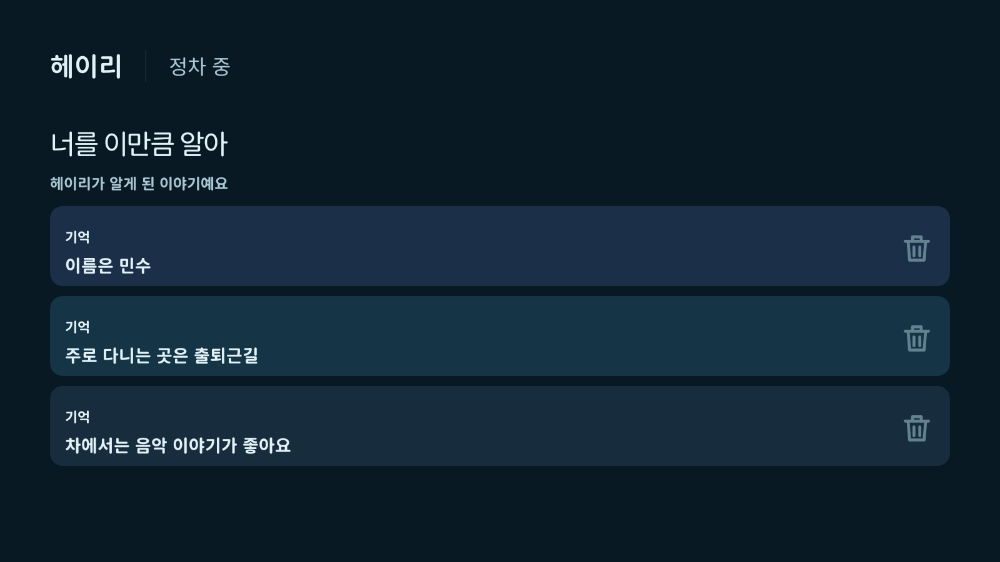 헤이리
정차 중
너를 이만큼 알아
헤이리가 알게 된 이야기예요
기억
이름은 민수
기억
주로 다니는 곳은 출퇴근길
기억
차에서는 음악 이야기가 좋아요